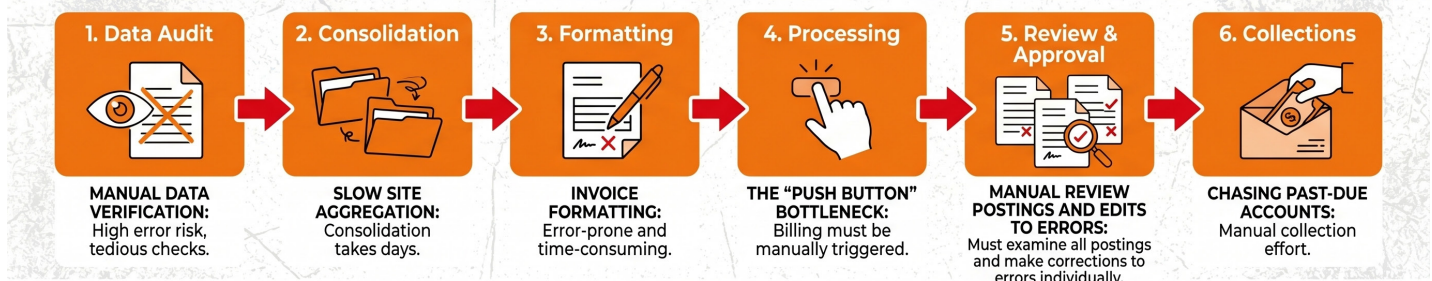 1. Data Audit
MANUAL DATA
VERIFICATION:
High error risk,
tedious checks.
2. Consolidation
SLOW SITE
AGGREGATION:
Consolidation
takes days.
3. Formatting
INVOICE
FORMATTING:
Error-prone and
time-consuming.
4. Processing
THE “PUSH BUTTON”
BOTTLENECK:
Billing must be
manually triggered.
5. Review &
Approval
MANUAL REVIEW
POSTINGS AND EDITS
TO ERRORS:
Must examine all postings
and make corrections to
errors individually.
6. Collections
$
CHASING PAST-DUE
ACCOUNTS:
Manual collection
effort.